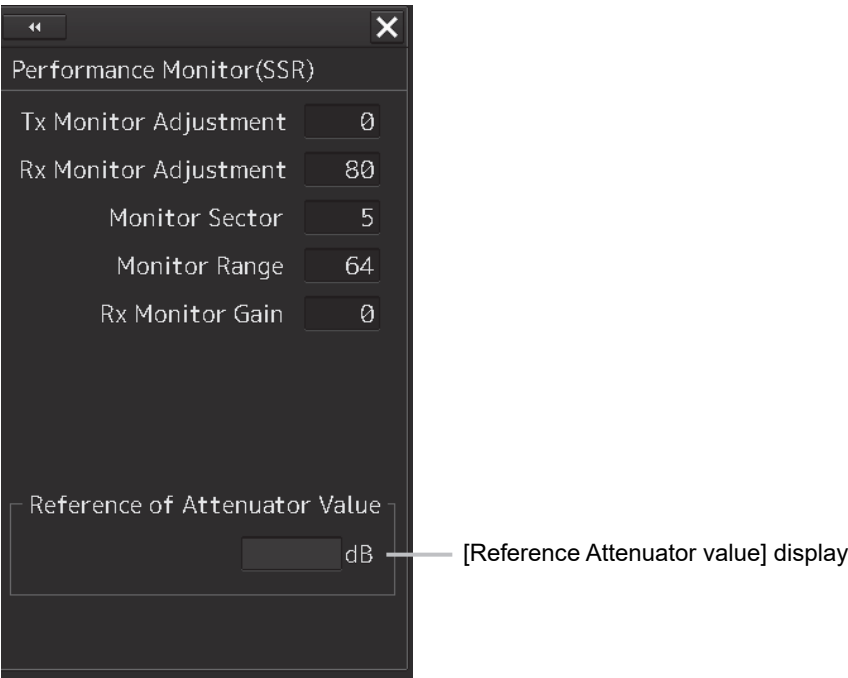 Performance Monitor(SSR)
Tx Monitor Adjustment 0
Rx Monitor Adjustment 80
Monitor Sector 5
Monitor Range 64
Rx Monitor Gain 0
Reference of Attenuator Value
dB
[Reference Attenuator value] display